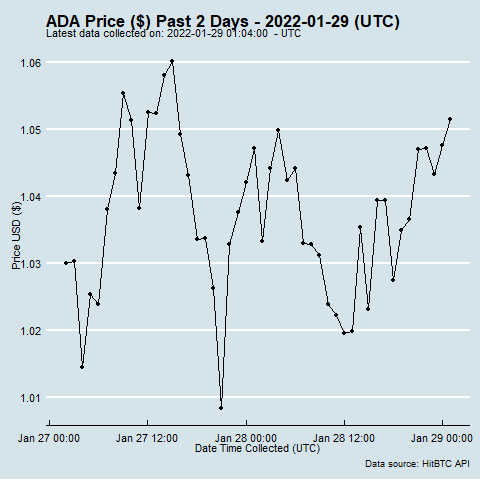 ADA Price ($) Past 2 Days - 2022-01-29 (UTC)
Latest data collected on: 2022-01-29 01:04:00  - UTC
1.06
1.05
1.04
1.03
1.02
1.01
Price USD ($)
Jan 27 00:00
Jan 27 12:00
Jan 28 00:00
Jan 28 12:00
Jan 29 00:00
Date Time Collected (UTC)
Data source: HitBTC API